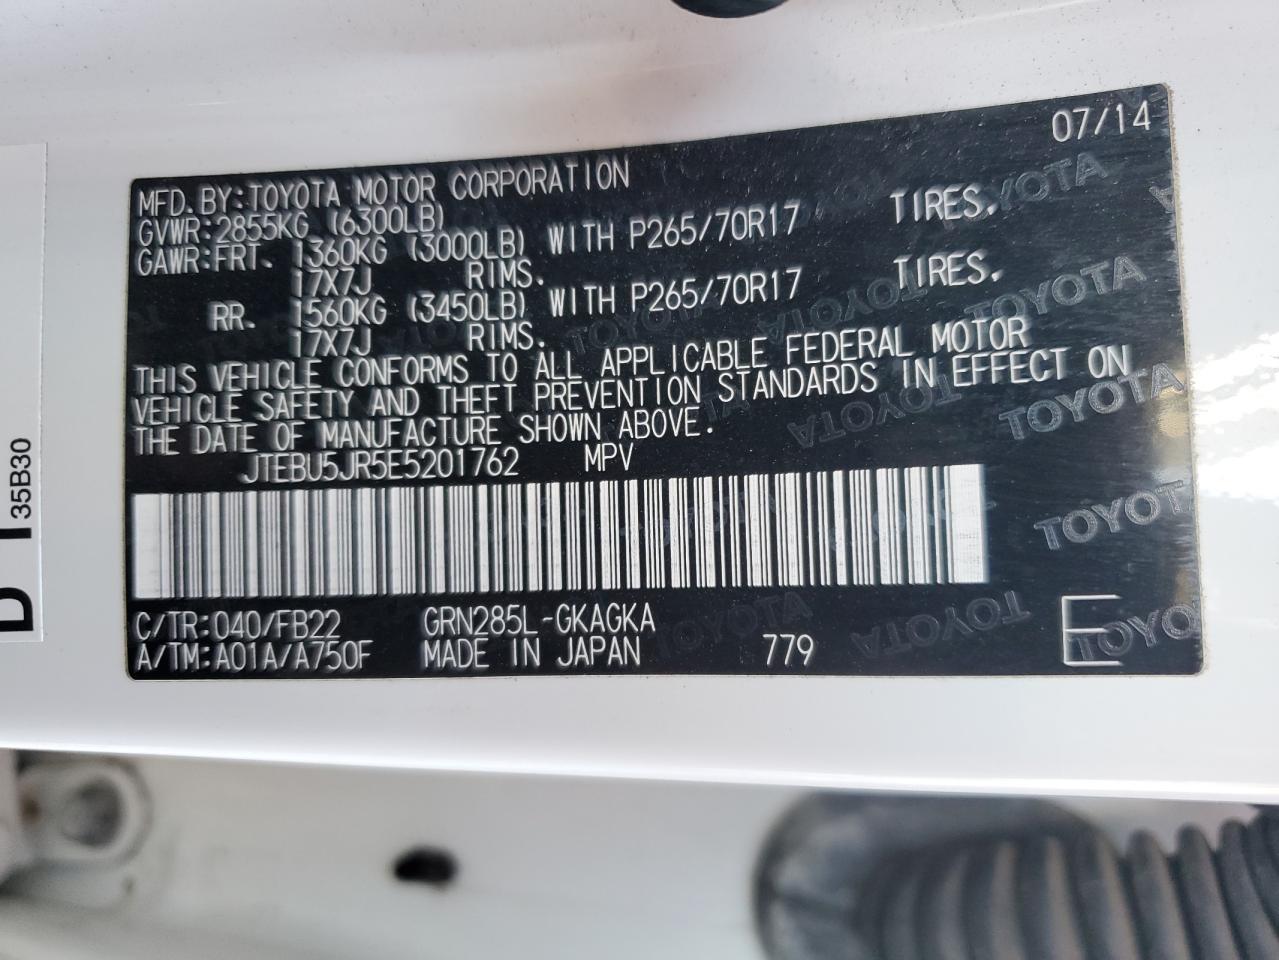 07/14
MFD.BY:TOYOTA MOTOR CORPORATION
GVWR:2855KG (6300LB)
GAWR:FRT. 1360KG (3000LB) WITH P265/70R17 TIRES,
17X7J RIMS.
RR. 1560KG (3450LB) WITH P265/70R17 TIRES,
17X7J RIMS.
THIS VEHICLE CONFORMS TO ALL APPLICABLE FEDERAL MOTOR
VEHICLE SAFETY AND THEFT PREVENTION STANDARDS IN EFFECT ON
THE DATE OF MANUFACTURE SHOWN ABOVE.
JTEBU5JR5E5201762 MPV
C/TR:040/FB22 GRN285L-GKAGKA
A/TM:A01A/A750F MADE IN JAPAN 779 E
TOYOTA
TOYOTA
TOYOTA
TOYOTA
35B30